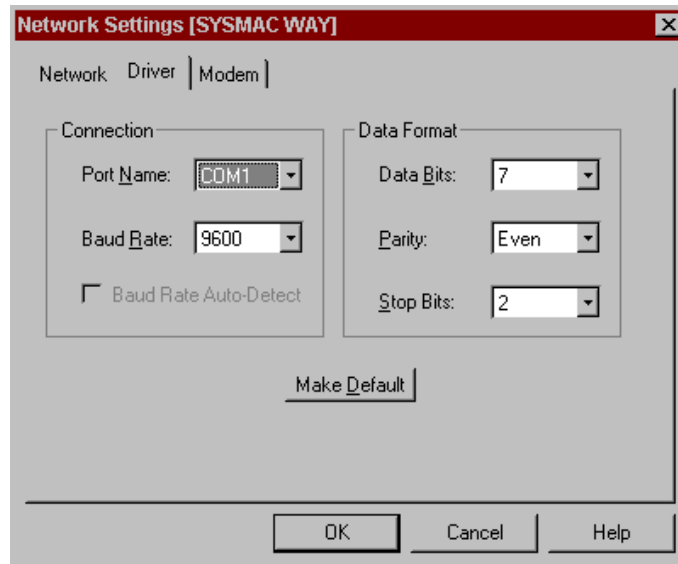 Network Settings [SYSMAC WAY]
Network Driver Modem
Connection
Port Name: COM1
Baud Rate: 9600
Baud Rate Auto-Detect
Data Format
Data Bits: 7
Parity: Even
Stop Bits: 2
Make Default
OK Cancel Help